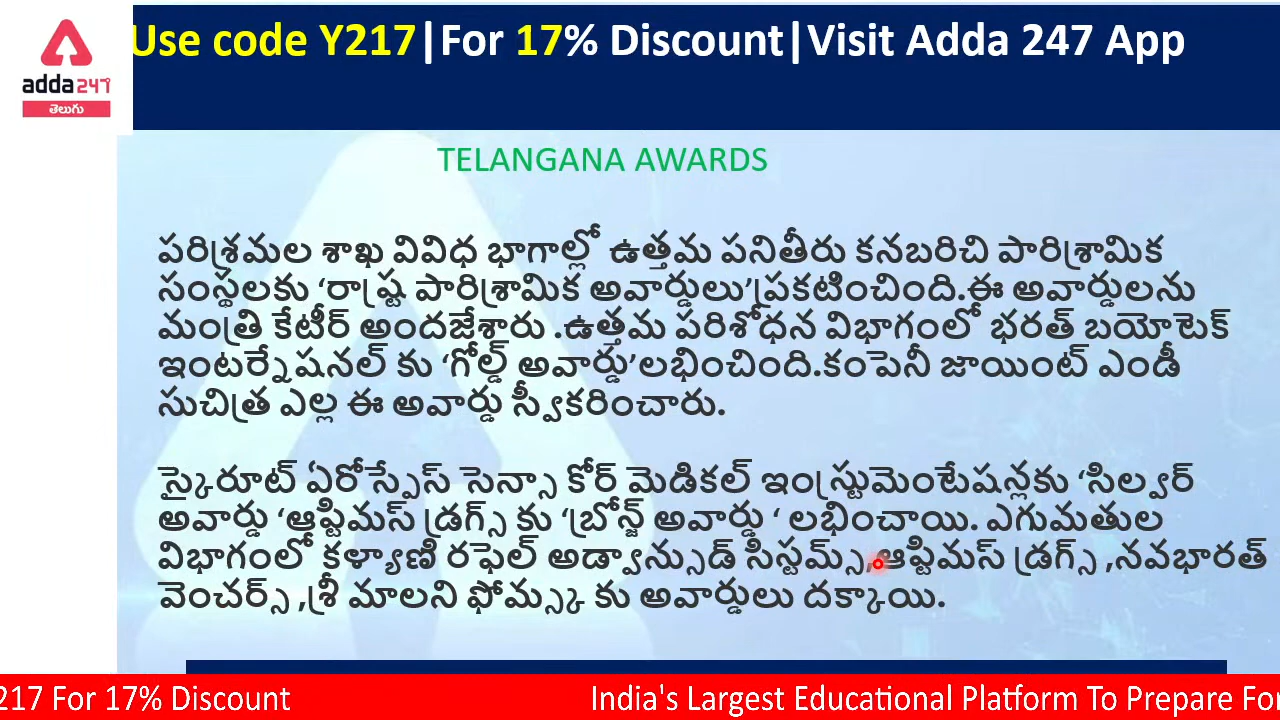 Use code Y217|For 17% Discount|Visit Adda 247 App
adda247
తెలుగు
TELANGANA AWARDS
పరిశ్రమల శాఖ వివిధ భాగాల్లో ఉత్తమ పనితీరు కనబరిచి పారిశ్రామిక
సంస్థలకు ‘రాష్ట్ర పారిశ్రామిక అవార్డులు’ప్రకటించింది.ఈ అవార్డులను
మంత్రి కేటీర్ అందజేశారు .ఉత్తమ పరిశోధన విభాగంలో భరత్ బయోటెక్
ఇంటర్నేషనల్ కు ‘గోల్డ్ అవార్డు’లభించింది.కంపెనీ జాయింట్ ఎండీ
సుచిత్ర ఎల్ల ఈ అవార్డు స్వీకరించారు.
స్కైరూట్ ఏరోస్పేస్ సెన్సా కోర్ మెడికల్ ఇంస్ట్రుమెంటేషన్లకు ‘సిల్వర్
అవార్డు ‘ఆప్టిమస్ డ్రగ్స్ కు ‘బ్రోన్జ్ అవార్డు ‘ లభించాయి. ఎగుమతుల
విభాగంలో కళ్యాణి రఫెల్ అడ్వాన్సుడ్ సిస్టమ్స్,ఆప్టిమస్ డ్రగ్స్ ,నవభారత్
వెంచర్స్ ,శ్రీ మాలని ఫోమ్స్క కు అవార్డులు దక్కాయి.
217 For 17% Discount India's Largest Educational Platform To Prepare Fo